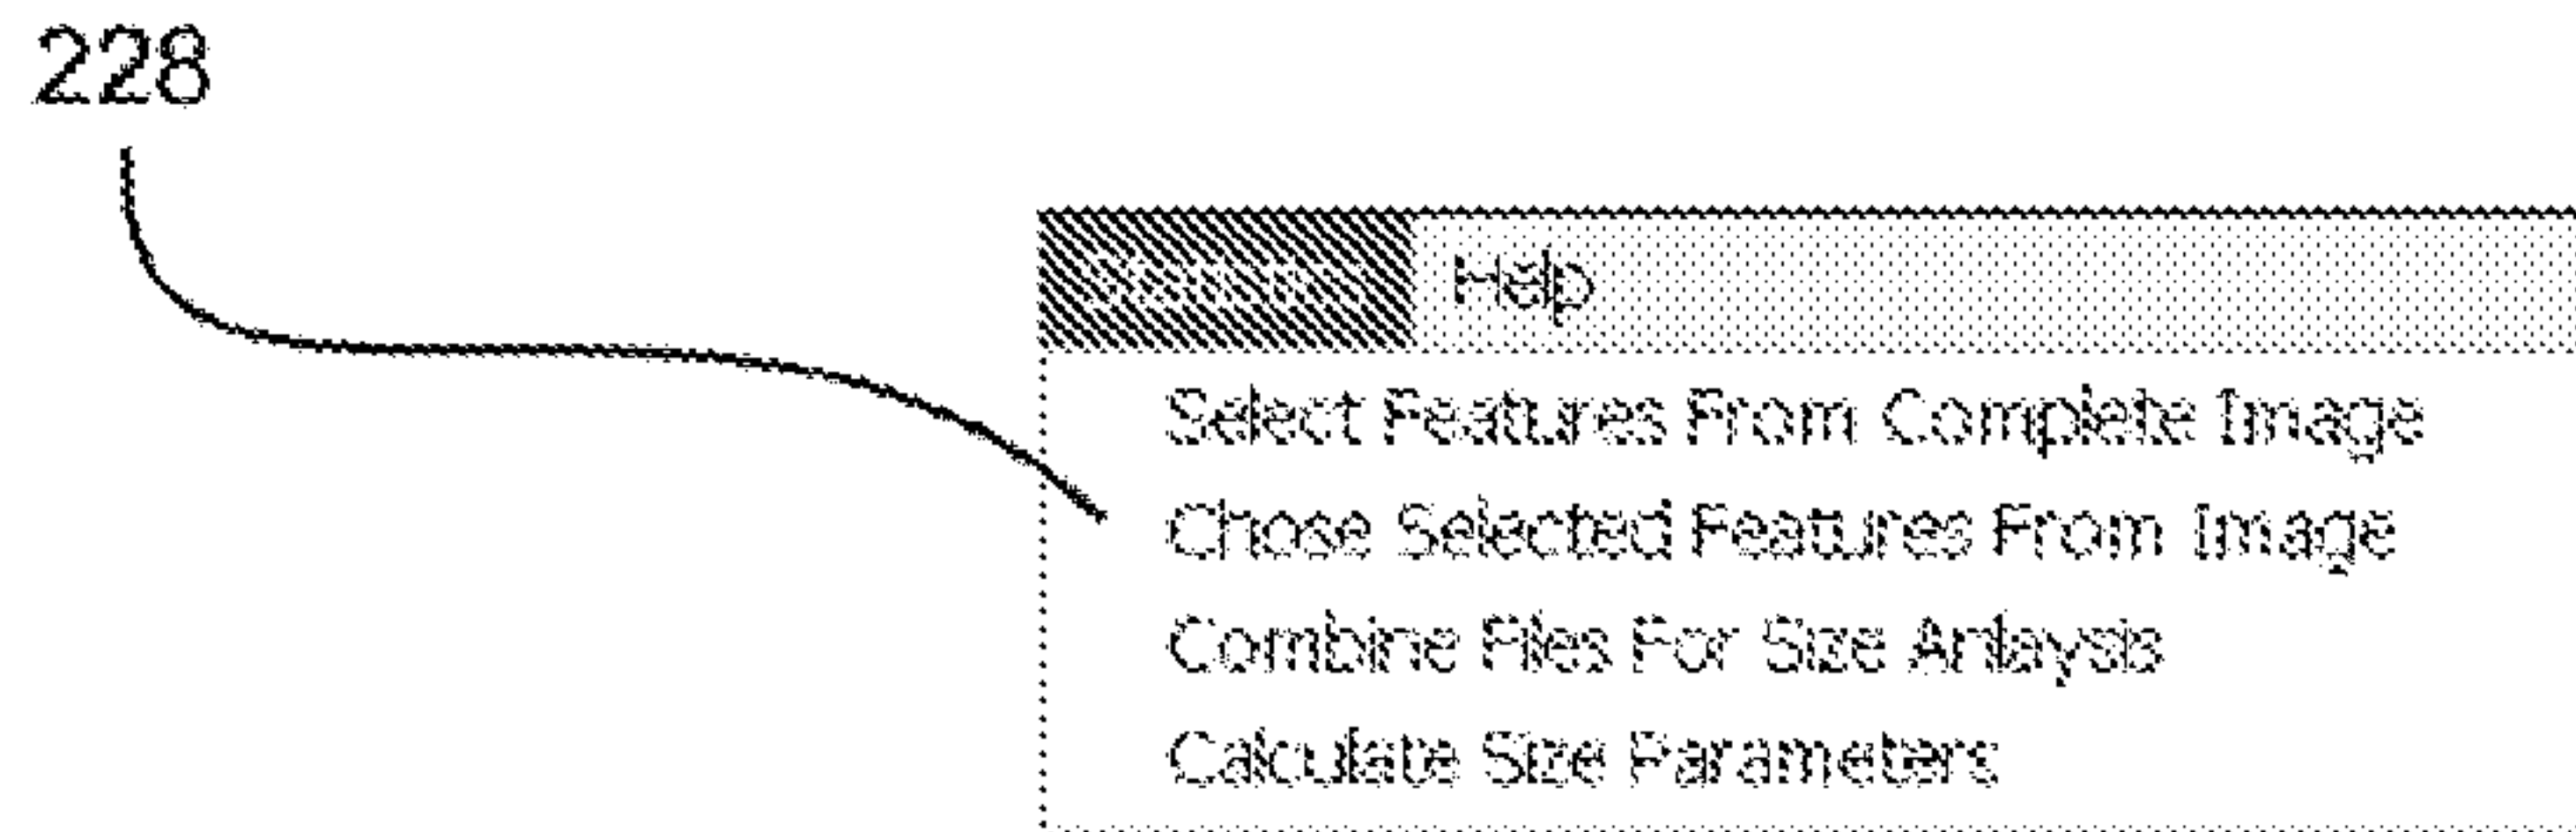 228
Help
Select Features From Complete Image
Chose Selected Features From Image
Combine Files For Size Anlaysis
Calculate Size Parameters